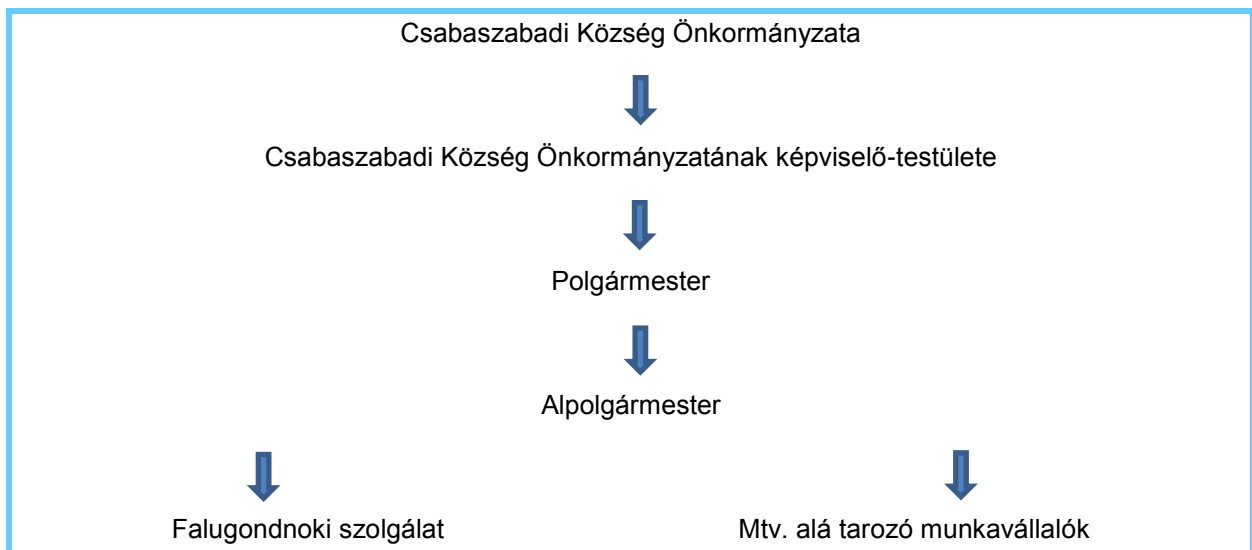 Csabaszabadi Község Önkormányzata
Csabaszabadi Község Önkormányzatának képviselő-testülete
Polgármester
Alpolgármester
Falugondnoki szolgálat
Mtv. alá tarozó munkavállalók